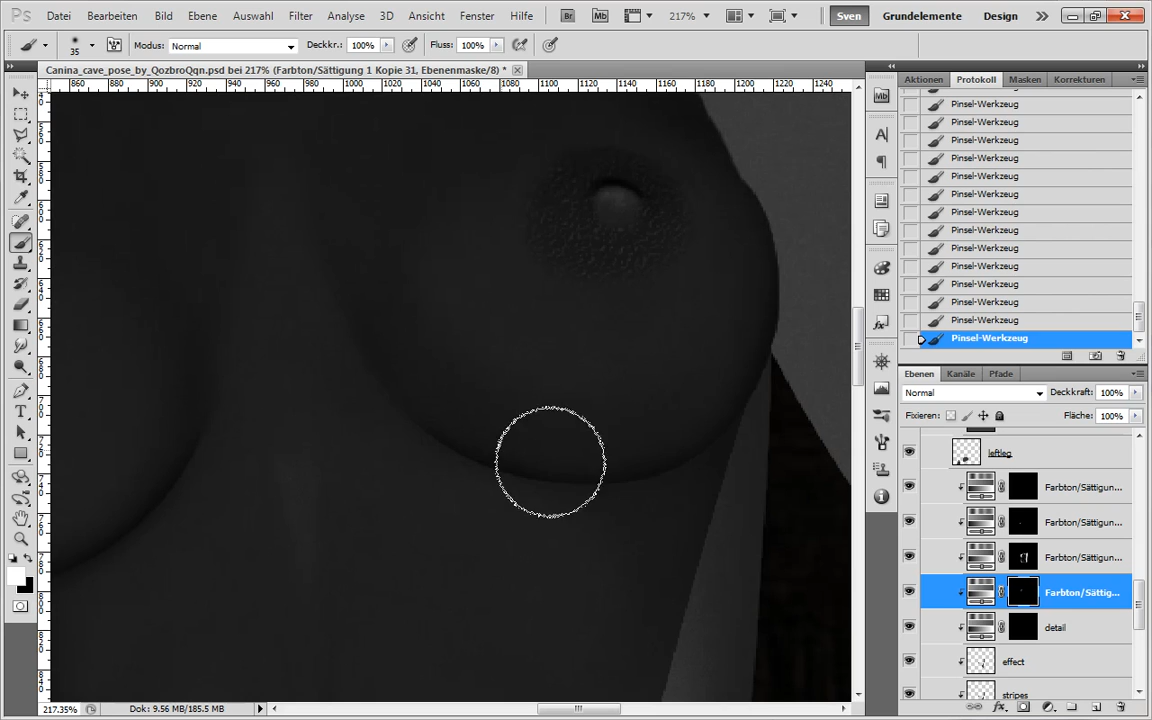 Ps Datei Bearbeiten Bild Ebene Auswahl Filter Analyse 3D Ansicht Fenster Hilfe Br Mb 217% Sven Grundelemente Design
35 Modus: Normal Deckkr.: 100% Fluss: 100%
Canina_cave_pose_by_QozbroQqn.psd bei 217% (Farbton/Sättigung 1 Kopie 31, Ebenenmaske/8) *
860 880 900 920 940 960 980 1000 1020 1040 1060 1080 1100 1120 1140 1160 1180 1200 1220 1240
Aktionen Protokoll Masken Korrekturen
Pinsel-Werkzeug
Pinsel-Werkzeug
Pinsel-Werkzeug
Pinsel-Werkzeug
Pinsel-Werkzeug
Pinsel-Werkzeug
Pinsel-Werkzeug
Pinsel-Werkzeug
Pinsel-Werkzeug
Pinsel-Werkzeug
Pinsel-Werkzeug
Pinsel-Werkzeug
Pinsel-Werkzeug
Pinsel-Werkzeug
Ebenen Kanäle Pfade
Normal Deckkraft: 100%
Fixieren: Fläche: 100%
leftleg
Farbton/Sättigun...
Farbton/Sättigun...
Farbton/Sättigun...
Farbton/Sättig...
detail
effect
stripes
217.35% Dok: 9.56 MB/185.5 MB